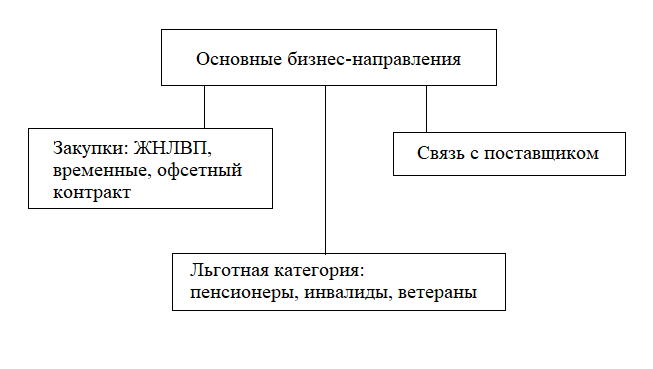 Основные бизнес-направления
Закупки: ЖНЛВП,
временные, офсетный
контракт
Связь с поставщиком
Льготная категория:
пенсионеры, инвалиды, ветераны